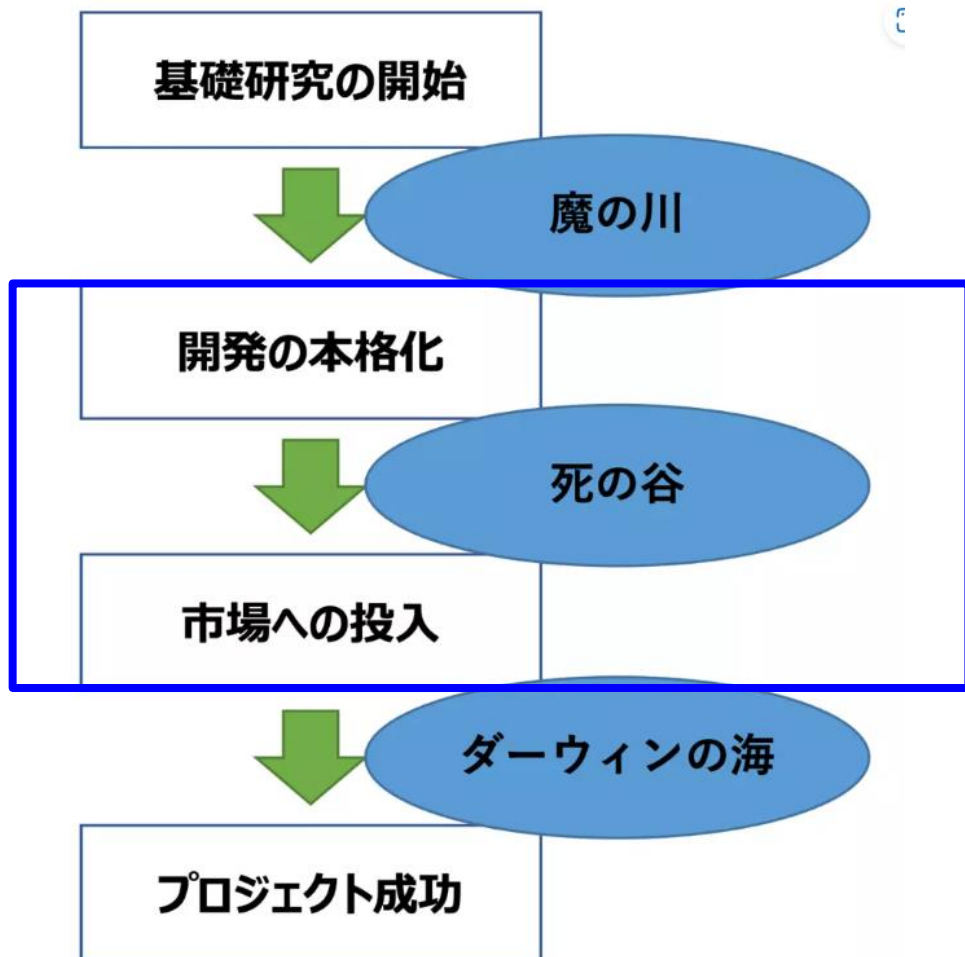 基礎研究の開始
魔の川
開発の本格化
死の谷
市場への投入
ダーウィンの海
プロジェクト成功